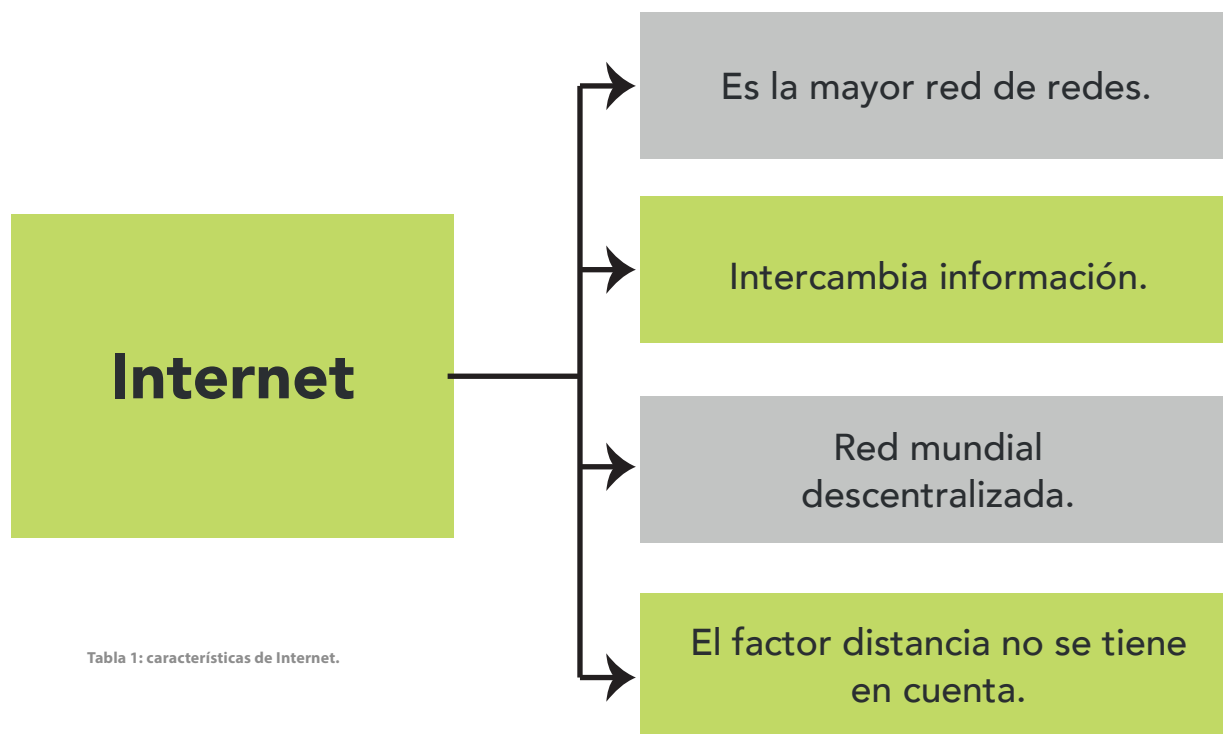 Internet
Es la mayor red de redes.
Intercambia información.
Red mundial
descentralizada.
El factor distancia no se tiene
en cuenta.
Tabla 1: características de Internet.